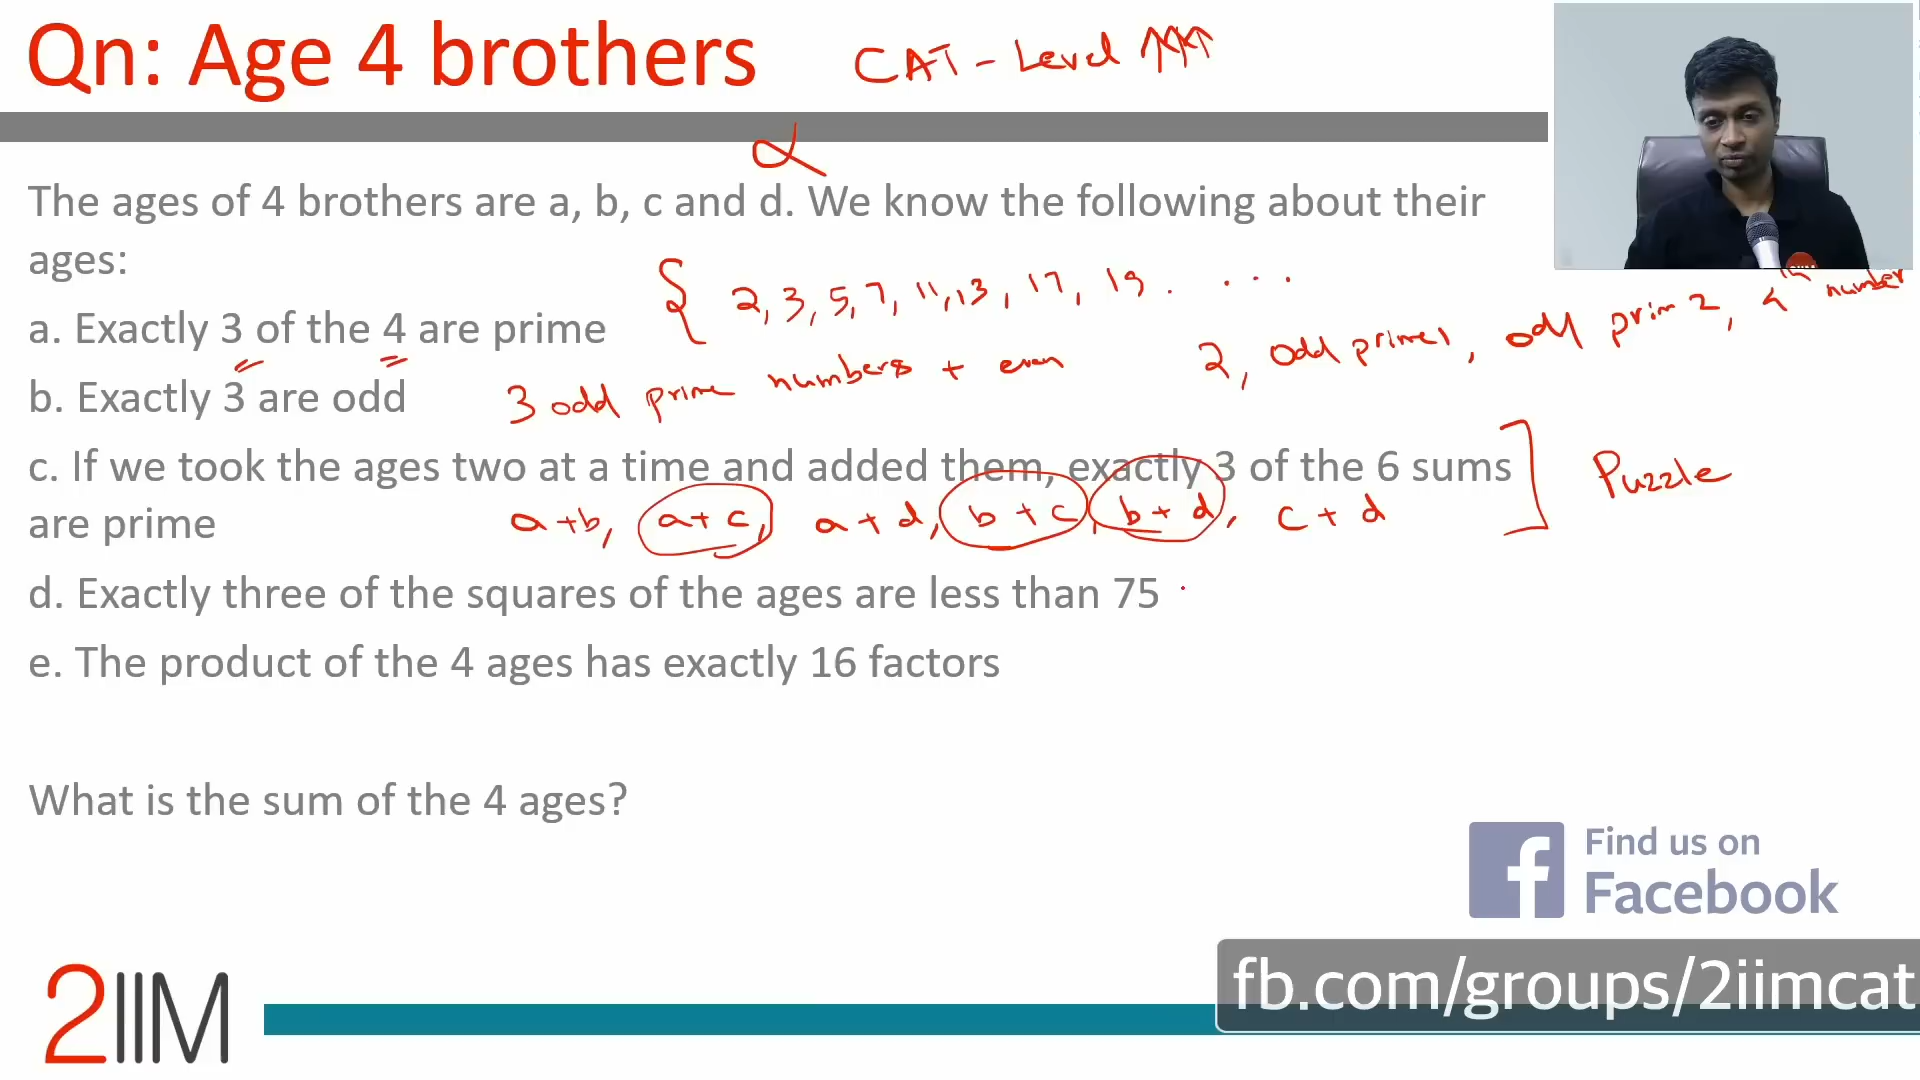 Qn: Age 4 brothers
CAT - Level ↑↑↑
α
The ages of 4 brothers are a, b, c and d. We know the following about their
ages:
{ 2, 3, 5, 7, 11, 13, 17, 19 . . . .
a. Exactly 3 of the 4 are prime
2, odd prime1, odd prim 2, 4th number
b. Exactly 3 are odd
3 odd prime numbers + even
c. If we took the ages two at a time and added them, exactly 3 of the 6 sums
are prime
a+b, a+c, a+d, b+c, b+d, c+d
] Puzzle
d. Exactly three of the squares of the ages are less than 75
e. The product of the 4 ages has exactly 16 factors
What is the sum of the 4 ages?
Find us on
Facebook
fb.com/groups/2iimcat
2IIM